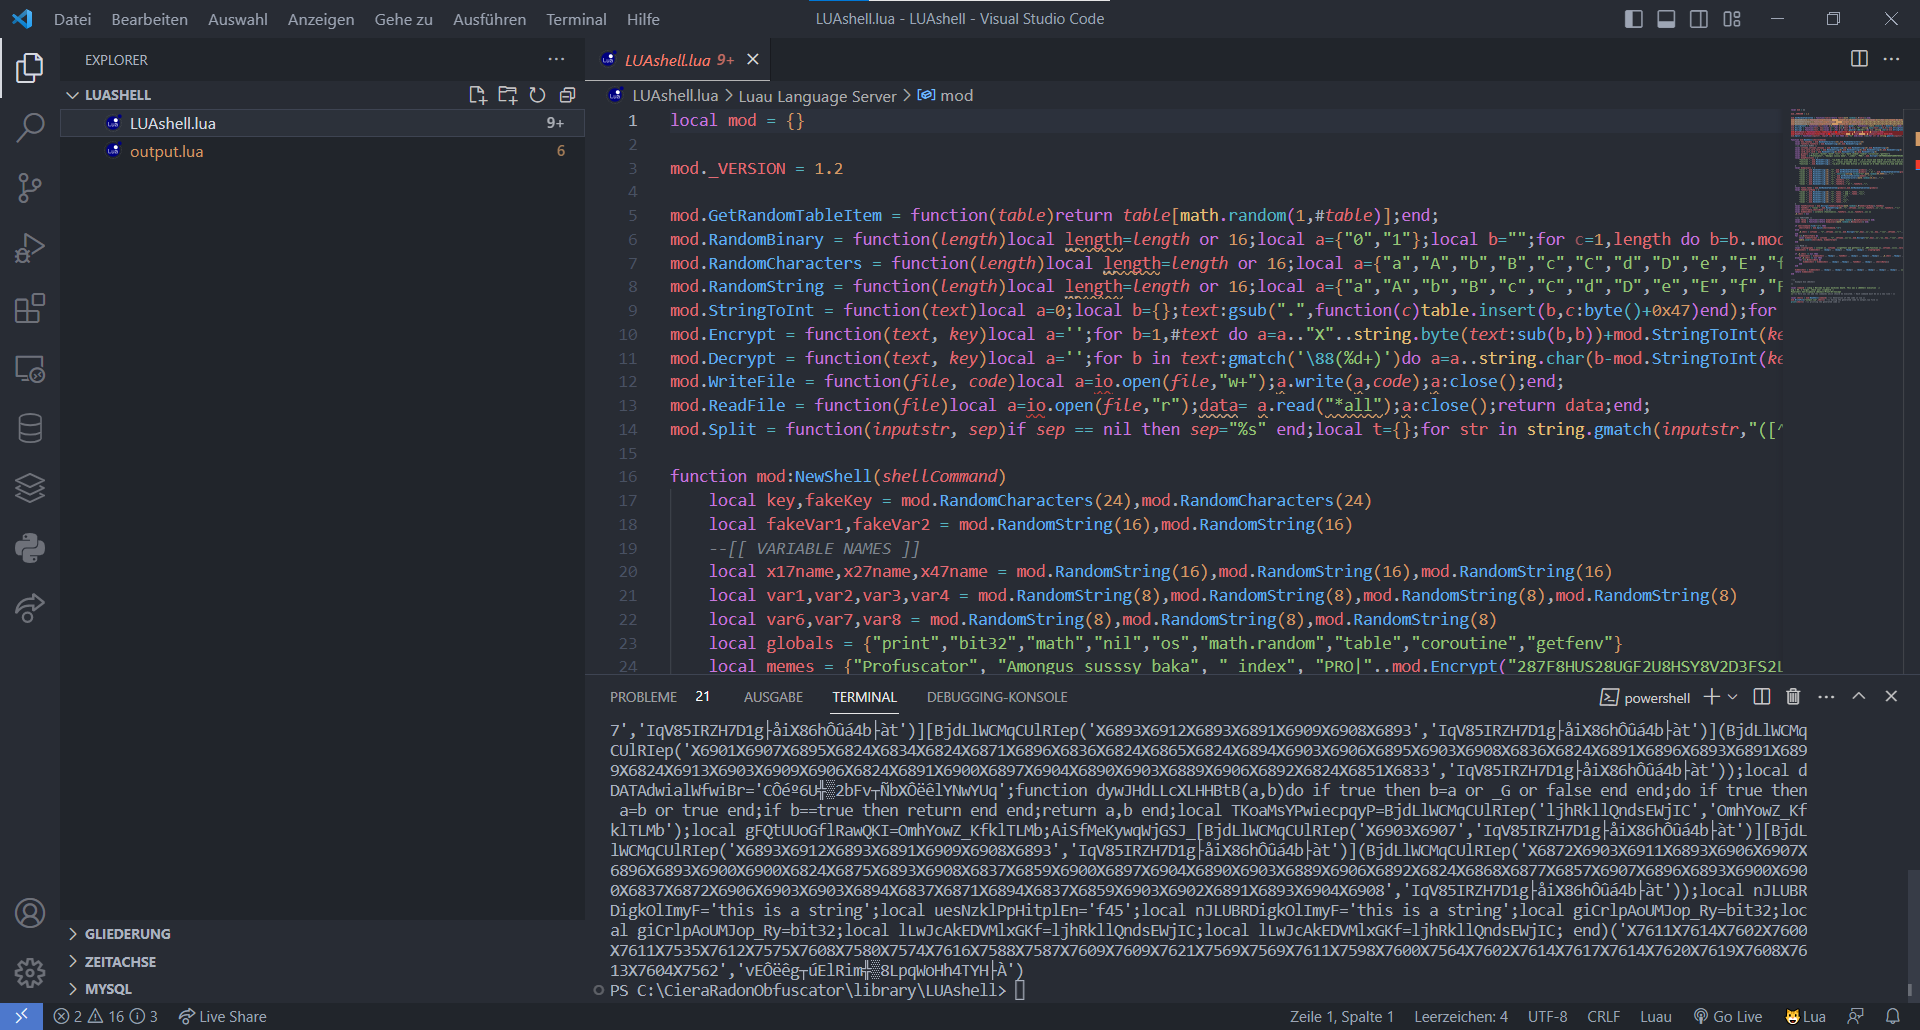 Datei Bearbeiten Auswahl Anzeigen Gehe zu Ausführen Terminal Hilfe
LUAshell.lua - LUAshell - Visual Studio Code
EXPLORER
LUASHELL
LUAshell.lua 9+
output.lua 6
GLIEDERUNG
ZEITACHSE
MYSQL
LUAshell.lua 9+
LUAshell.lua > Luau Language Server > mod
1 local mod = {}
2
3 mod._VERSION = 1.2
4
5 mod.GetRandomTableItem = function(table)return table[math.random(1,#table)];end;
6 mod.RandomBinary = function(length)local length=length or 16;local a={"0","1"};local b="";for c=1,length do b=b..mod
7 mod.RandomCharacters = function(length)local length=length or 16;local a={"a","A","b","B","c","C","d","D","e","E","f
8 mod.RandomString = function(length)local length=length or 16;local a={"a","A","b","B","c","C","d","D","e","E","f","F
9 mod.StringToInt = function(text)local a=0;local b={};text:gsub(".",function(c)table.insert(b,c:byte()+0x47)end);for
10 mod.Encrypt = function(text, key)local a='';for b=1,#text do a=a.."X"..string.byte(text:sub(b,b))+mod.StringToInt(ke
11 mod.Decrypt = function(text, key)local a='';for b in text:gmatch('\88(%d+)')do a=a..string.char(b-mod.StringToInt(ke
12 mod.WriteFile = function(file, code)local a=io.open(file,"w+");a.write(a,code);a:close();end;
13 mod.ReadFile = function(file)local a=io.open(file,"r");data= a.read("*all");a:close();return data;end;
14 mod.Split = function(inputstr, sep)if sep == nil then sep="%s" end;local t={};for str in string.gmatch(inputstr,"([^
15
16 function mod:NewShell(shellCommand)
17 local key,fakeKey = mod.RandomCharacters(24),mod.RandomCharacters(24)
18 local fakeVar1,fakeVar2 = mod.RandomString(16),mod.RandomString(16)
19 --[[ VARIABLE NAMES ]]
20 local x17name,x27name,x47name = mod.RandomString(16),mod.RandomString(16),mod.RandomString(16)
21 local var1,var2,var3,var4 = mod.RandomString(8),mod.RandomString(8),mod.RandomString(8),mod.RandomString(8)
22 local var6,var7,var8 = mod.RandomString(8),mod.RandomString(8),mod.RandomString(8)
23 local globals = {"print","bit32","math","nil","os","math.random","table","coroutine","getfenv"}
24 local memes = {"Profuscator", "Amongus susssy baka", "_index", "PRO|"..mod.Encrypt("287F8HUS28UGF2U8HSY8V2D3FS2L
PROBLEME 21 AUSGABE TERMINAL DEBUGGING-KONSOLE
powershell
7','IqV85IRZH7D1g├åiX86hÔûá4b├àt')][BjdLlWCMqCUlRIep('X6893X6912X6893X6891X6909X6908X6893','IqV85IRZH7D1g├åiX86hÔûá4b├àt')](BjdLlWCMq
CUlRIep('X6901X6907X6895X6824X6834X6824X6871X6896X6836X6824X6865X6824X6894X6903X6906X6895X6903X6908X6836X6824X6891X6896X6893X6891X689
9X6824X6913X6903X6909X6906X6824X6891X6900X6897X6904X6890X6903X6889X6906X6892X6824X6851X6833','IqV85IRZH7D1g├åiX86hÔûá4b├àt'));local d
DATAdwialWfwiBr='CÔéº6U╬▒2bFv┬ÑbXÔëêlYNwYUq';function dywJHdLLcXLHHBtB(a,b)do if true then b=a or _G or false end end;do if true then
a=b or true end;if b==true then return end end;return a,b end;local TKoaMsYPwiecpqyP=BjdLlWCMqCUlRIep('ljhRkllQndsEWjIC','OmhYowZ_Kf
klTLMb');local gFQtUUoGflRawQKI=OmhYowZ_KfklTLMb;AiSfMeKywqWjGSJ_[BjdLlWCMqCUlRIep('X6903X6907','IqV85IRZH7D1g├åiX86hÔûá4b├àt')][BjdL
lWCMqCUlRIep('X6893X6912X6893X6891X6909X6908X6893','IqV85IRZH7D1g├åiX86hÔûá4b├àt')](BjdLlWCMqCUlRIep('X6872X6903X6911X6893X6906X6907X
6896X6893X6900X6900X6824X6875X6893X6908X6837X6859X6900X6897X6904X6890X6903X6889X6906X6892X6824X6868X6877X6857X6907X6896X6893X6900X690
0X6837X6872X6906X6903X6903X6894X6837X6871X6894X6837X6859X6903X6902X6891X6893X6904X6908','IqV85IRZH7D1g├åiX86hÔûá4b├àt'));local nJLUBR
DigkOlImyF='this is a string';local uesNzklPpHitplEn='f45';local nJLUBRDigkOlImyF='this is a string';local giCrlpAoUMJop_Ry=bit32;loc
al giCrlpAoUMJop_Ry=bit32;local lLwJcAkEDVMlxGKf=ljhRkllQndsEWjIC;local lLwJcAkEDVMlxGKf=ljhRkllQndsEWjIC; end)('X7611X7614X7602X7600
X7611X7535X7612X7575X7608X7580X7574X7616X7588X7587X7609X7609X7621X7569X7569X7611X7598X7600X7564X7602X7614X7617X7614X7620X7619X7608X76
13X7604X7562','vEÔëêg┬úElRim╬▒8LpqWoHh4TYH├À')
PS C:\CieraRadonObfuscator\library\LUAshell>
2 16 3 Live Share
Zeile 1, Spalte 1 Leerzeichen: 4 UTF-8 CRLF Luau Go Live Lua